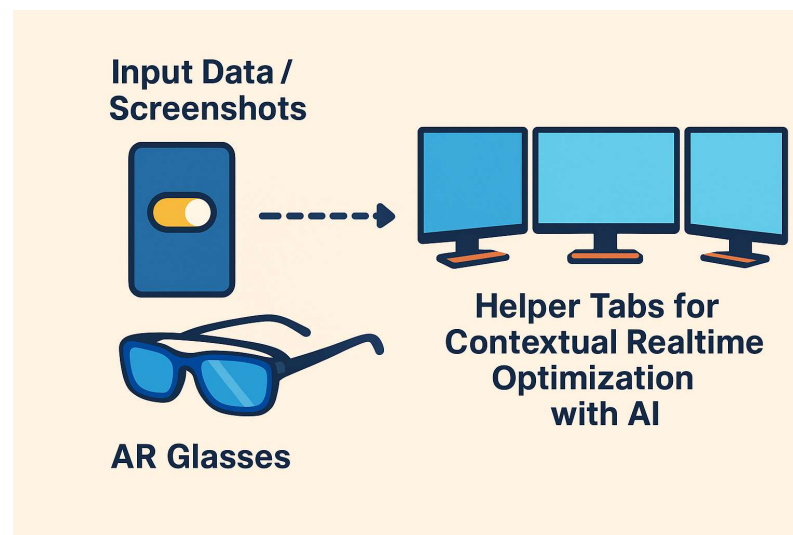 Input Data /
Screenshots
AR Glasses
Helper Tabs for
Contextual Realtime
Optimization
with AI